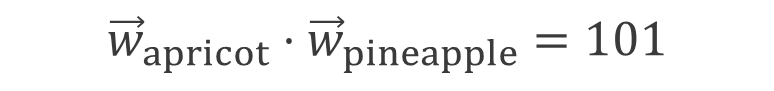 w⃗apricot · w⃗pineapple = 101